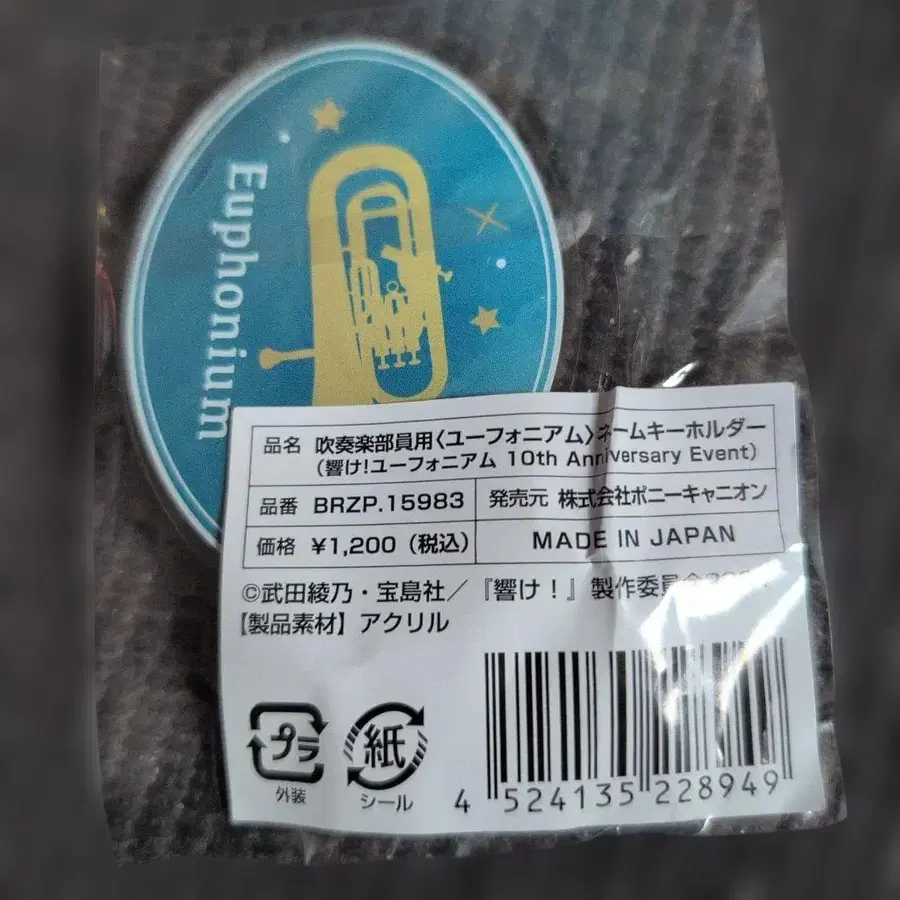 Euphonium
品名 吹奏楽部員用〈ユーフォニアム〉ネームキーホルダー
(響け!ユーフォニアム 10th Anniversary Event)
品番 BRZP.15983 発売元 株式会社ポニーキャニオン
価格 ¥1,200 (税込) MADE IN JAPAN
©武田綾乃・宝島社/『響け!』製作委員会
【製品素材】アクリル
プラ 紙
外装 シール
4 524135 228949